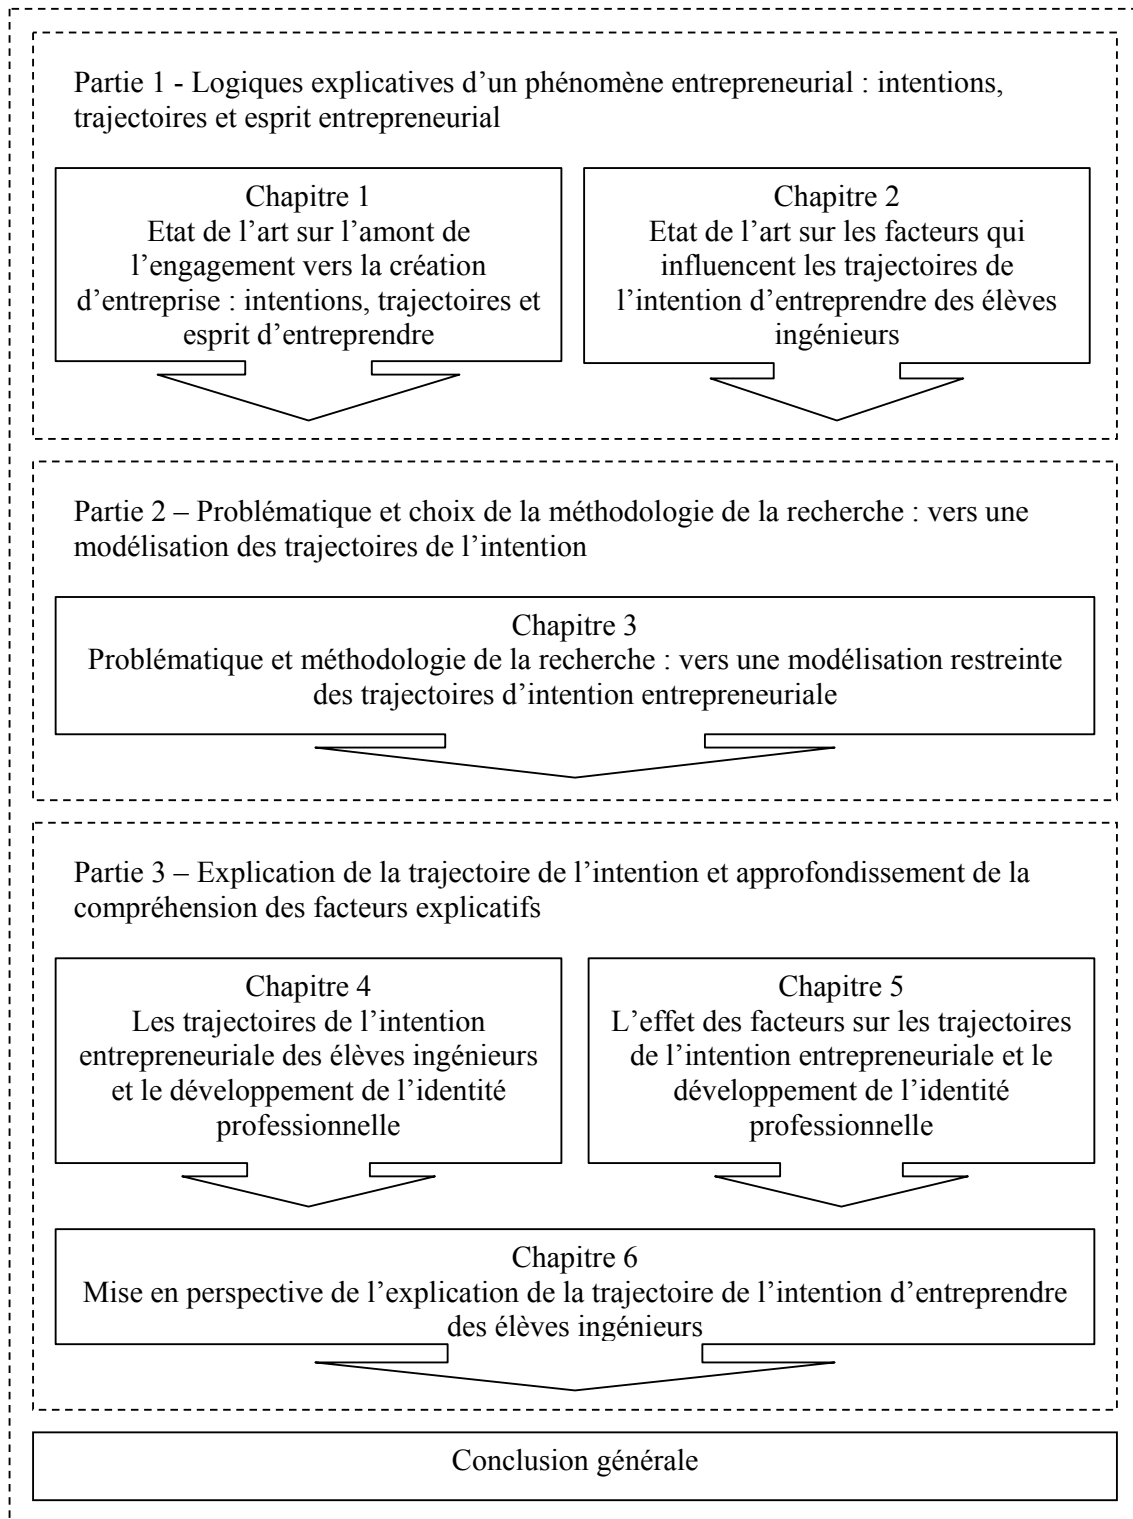 Partie 1 - Logiques explicatives d’un phénomène entrepreneurial : intentions,
trajectoires et esprit entrepreneurial
Chapitre 1
Etat de l’art sur l’amont de
l’engagement vers la création
d’entreprise : intentions, trajectoires et
esprit d’entreprendre
Chapitre 2
Etat de l’art sur les facteurs qui
influencent les trajectoires de
l’intention d’entreprendre des élèves
ingénieurs
Partie 2 – Problématique et choix de la méthodologie de la recherche : vers une
modélisation des trajectoires de l’intention
Chapitre 3
Problématique et méthodologie de la recherche : vers une modélisation restreinte
des trajectoires d’intention entrepreneuriale
Partie 3 – Explication de la trajectoire de l’intention et approfondissement de la
compréhension des facteurs explicatifs
Chapitre 4
Les trajectoires de l’intention
entrepreneuriale des élèves ingénieurs
et le développement de l’identité
professionnelle
Chapitre 5
L’effet des facteurs sur les trajectoires
de l’intention entrepreneuriale et le
développement de l’identité
professionnelle
Chapitre 6
Mise en perspective de l’explication de la trajectoire de l’intention d’entreprendre
des élèves ingénieurs
Conclusion générale